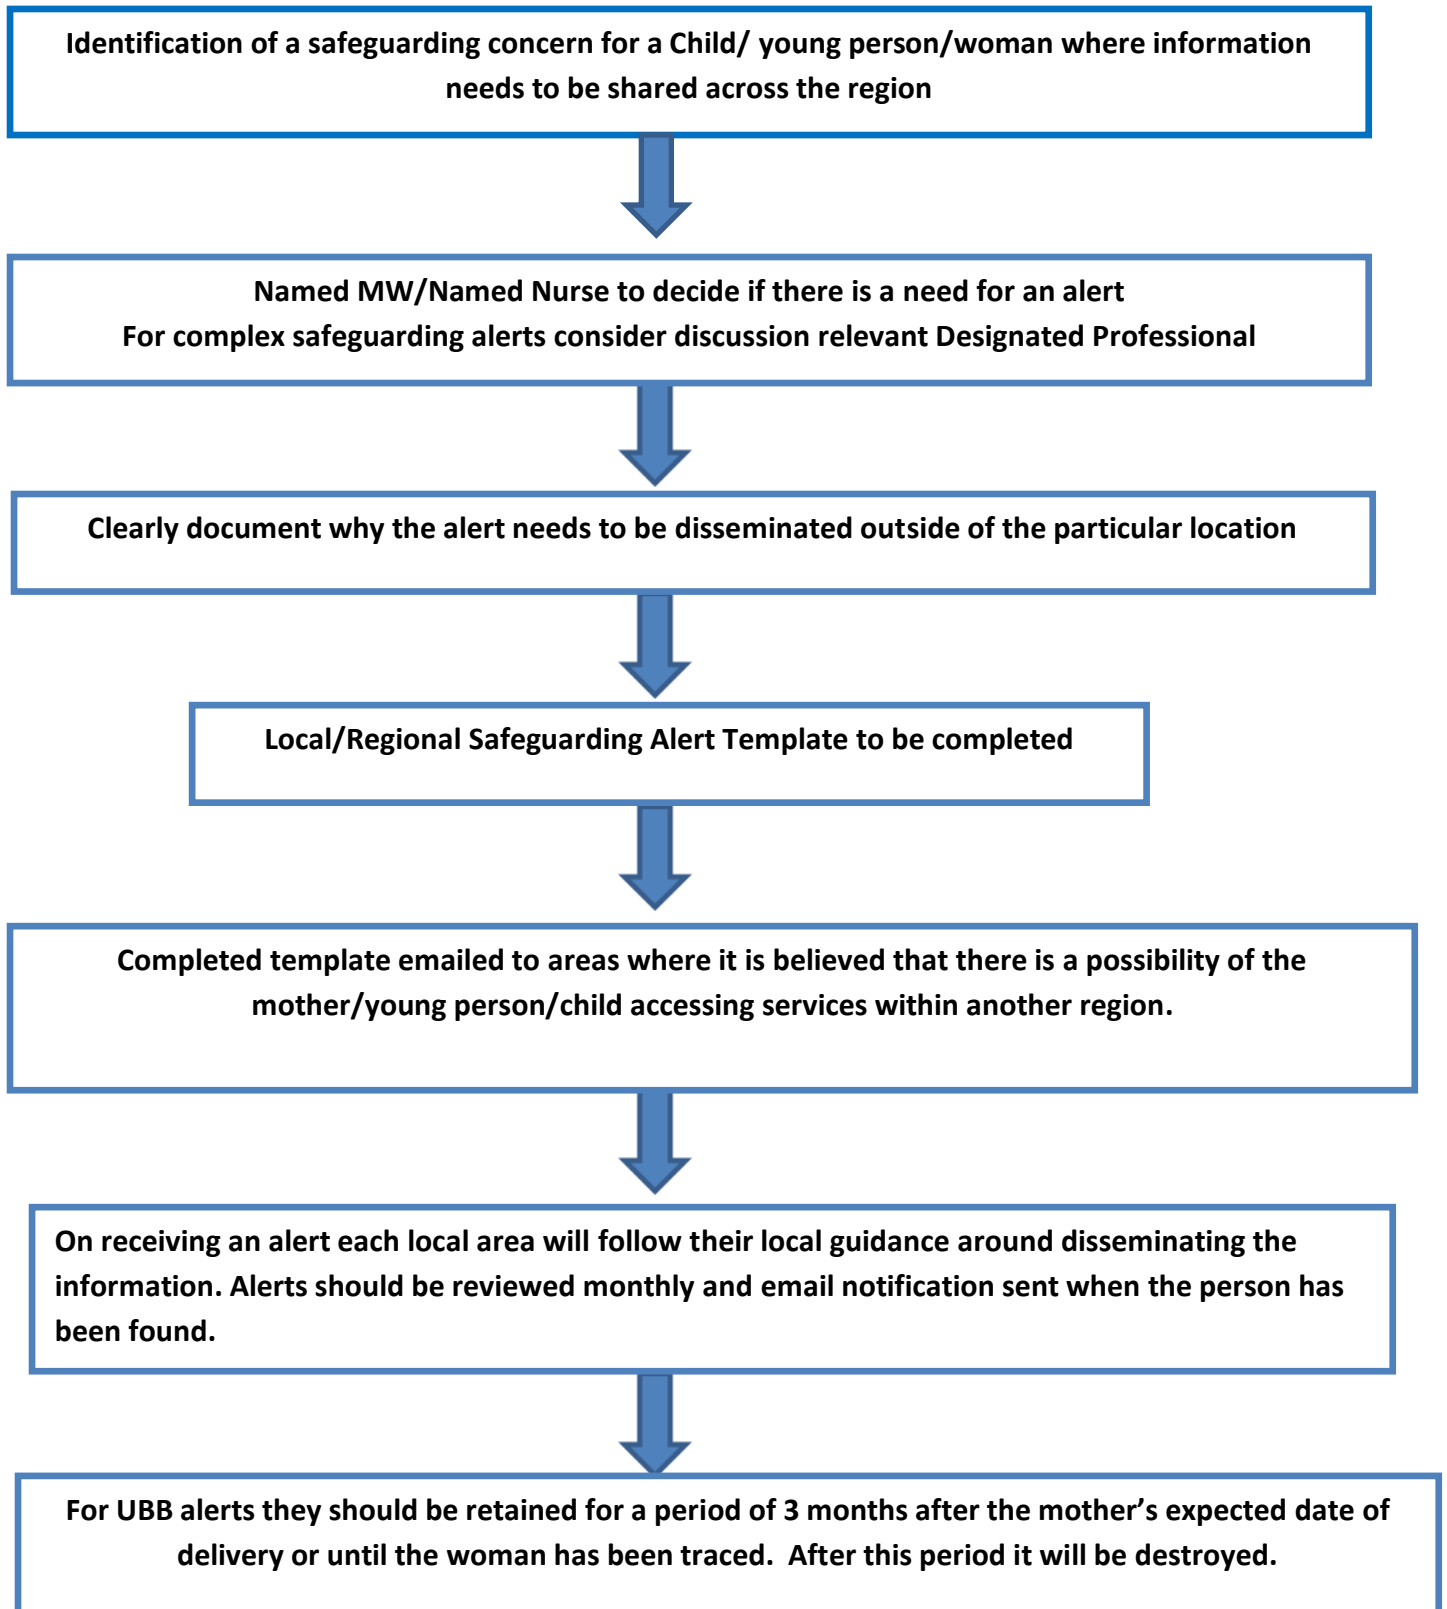 Identification of a safeguarding concern for a Child/ young person/woman where information
needs to be shared across the region
Named MW/Named Nurse to decide if there is a need for an alert
For complex safeguarding alerts consider discussion relevant Designated Professional
Clearly document why the alert needs to be disseminated outside of the particular location
Local/Regional Safeguarding Alert Template to be completed
Completed template emailed to areas where it is believed that there is a possibility of the
mother/young person/child accessing services within another region.
On receiving an alert each local area will follow their local guidance around disseminating the
information. Alerts should be reviewed monthly and email notification sent when the person has
been found.
For UBB alerts they should be retained for a period of 3 months after the mother’s expected date of
delivery or until the woman has been traced.  After this period it will be destroyed.